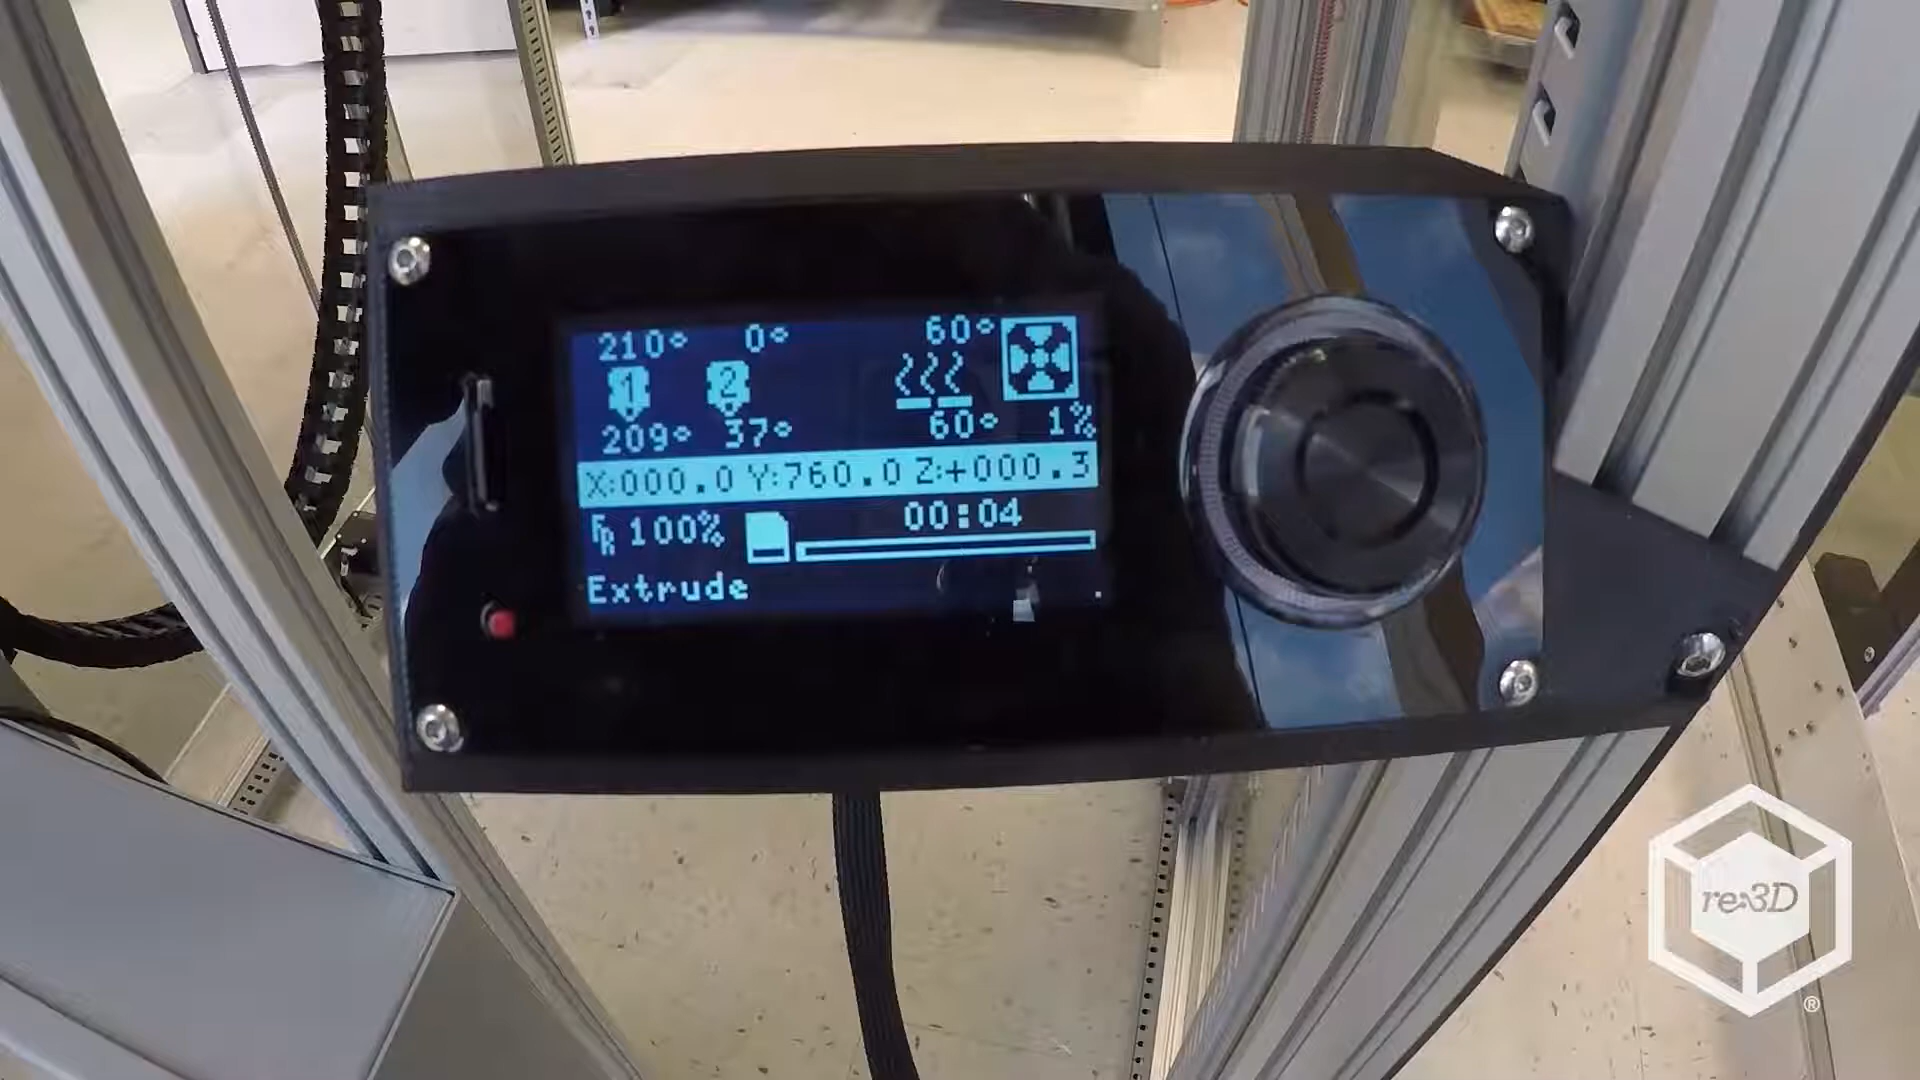 210° 0° 60°
1 2
209° 37° 60° 1%
X:000.0 Y:760.0 Z:+000.3
FR 100% 00:04
Extrude
re:3D
®